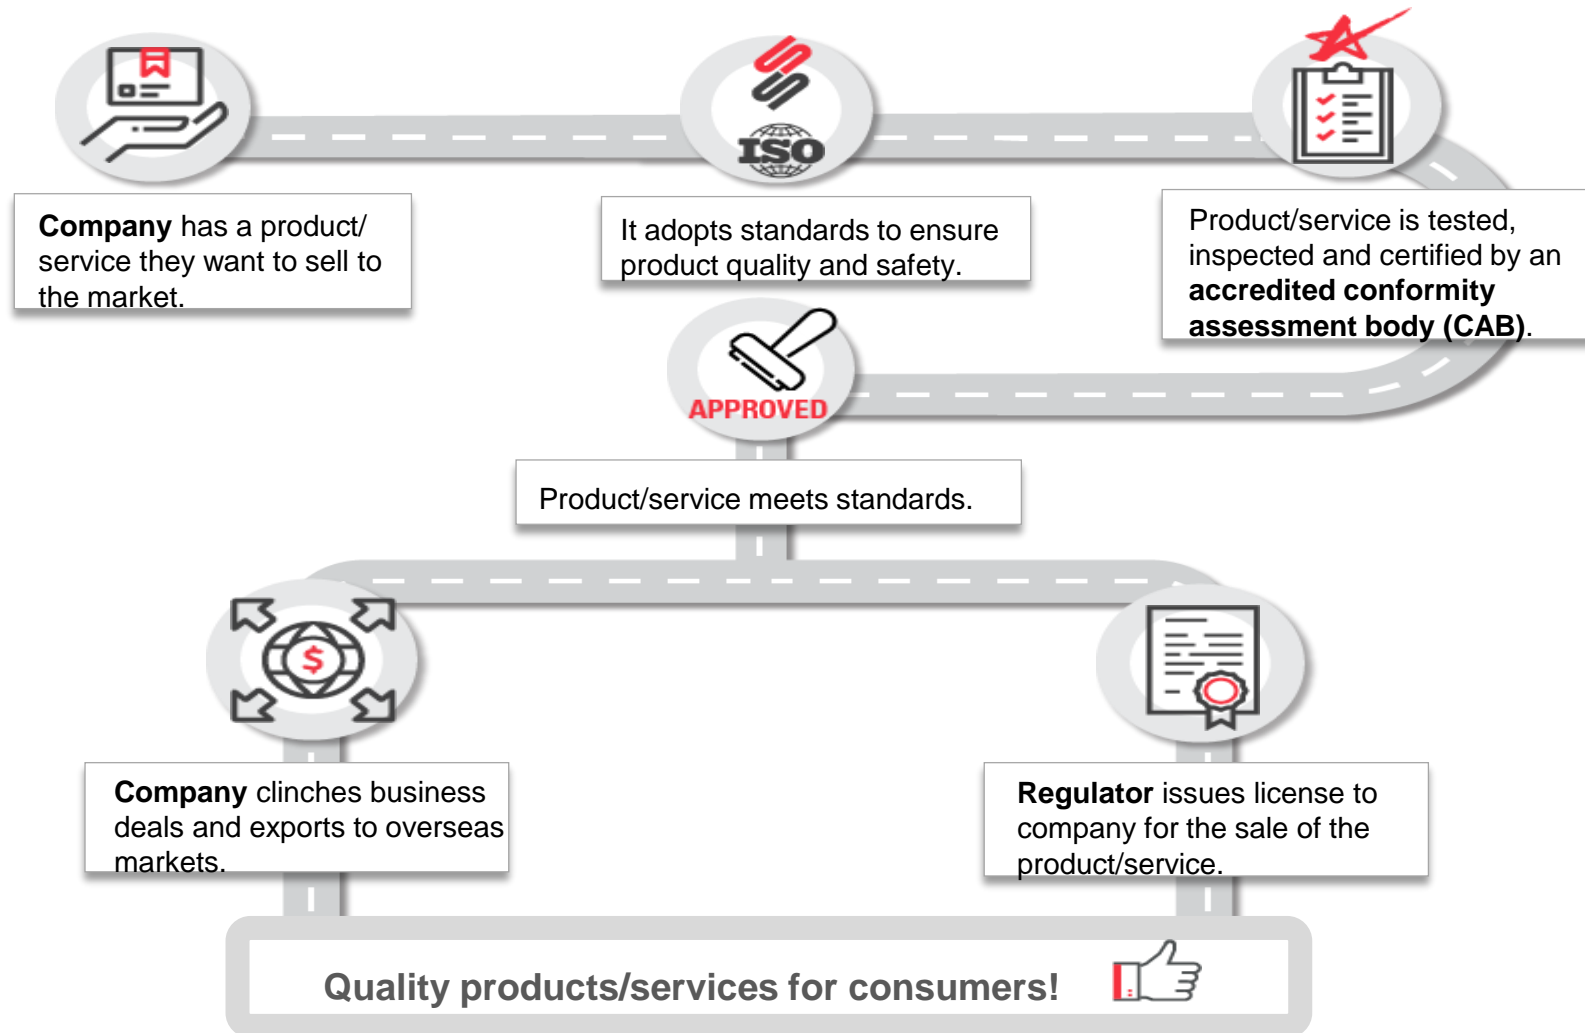 Company has a product/
service they want to sell to
the market.
ISO
It adopts standards to ensure
product quality and safety.
Product/service is tested,
inspected and certified by an
accredited conformity
assessment body (CAB).
APPROVED
Product/service meets standards.
$
Company clinches business
deals and exports to overseas
markets.
Regulator issues license to
company for the sale of the
product/service.
Quality products/services for consumers!